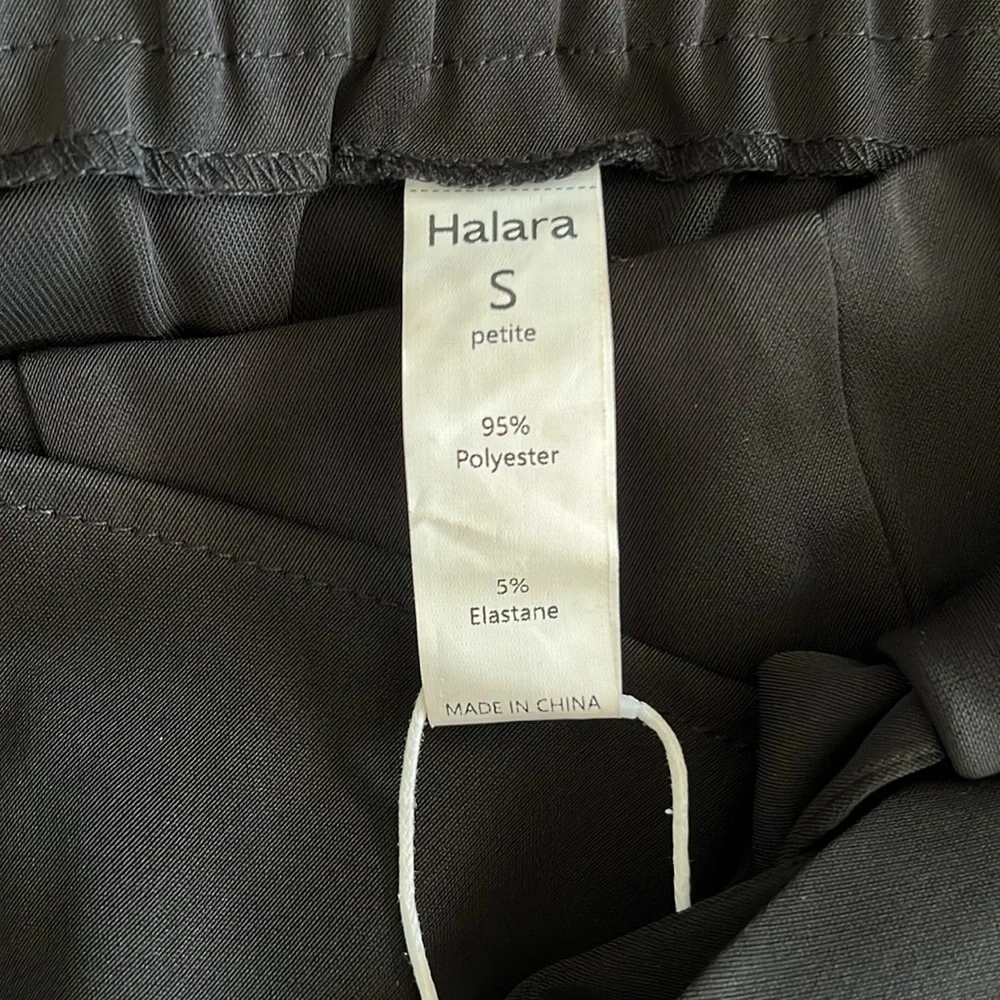 Halara
S
petite
95%
Polyester
5%
Elastane
MADE IN CHINA